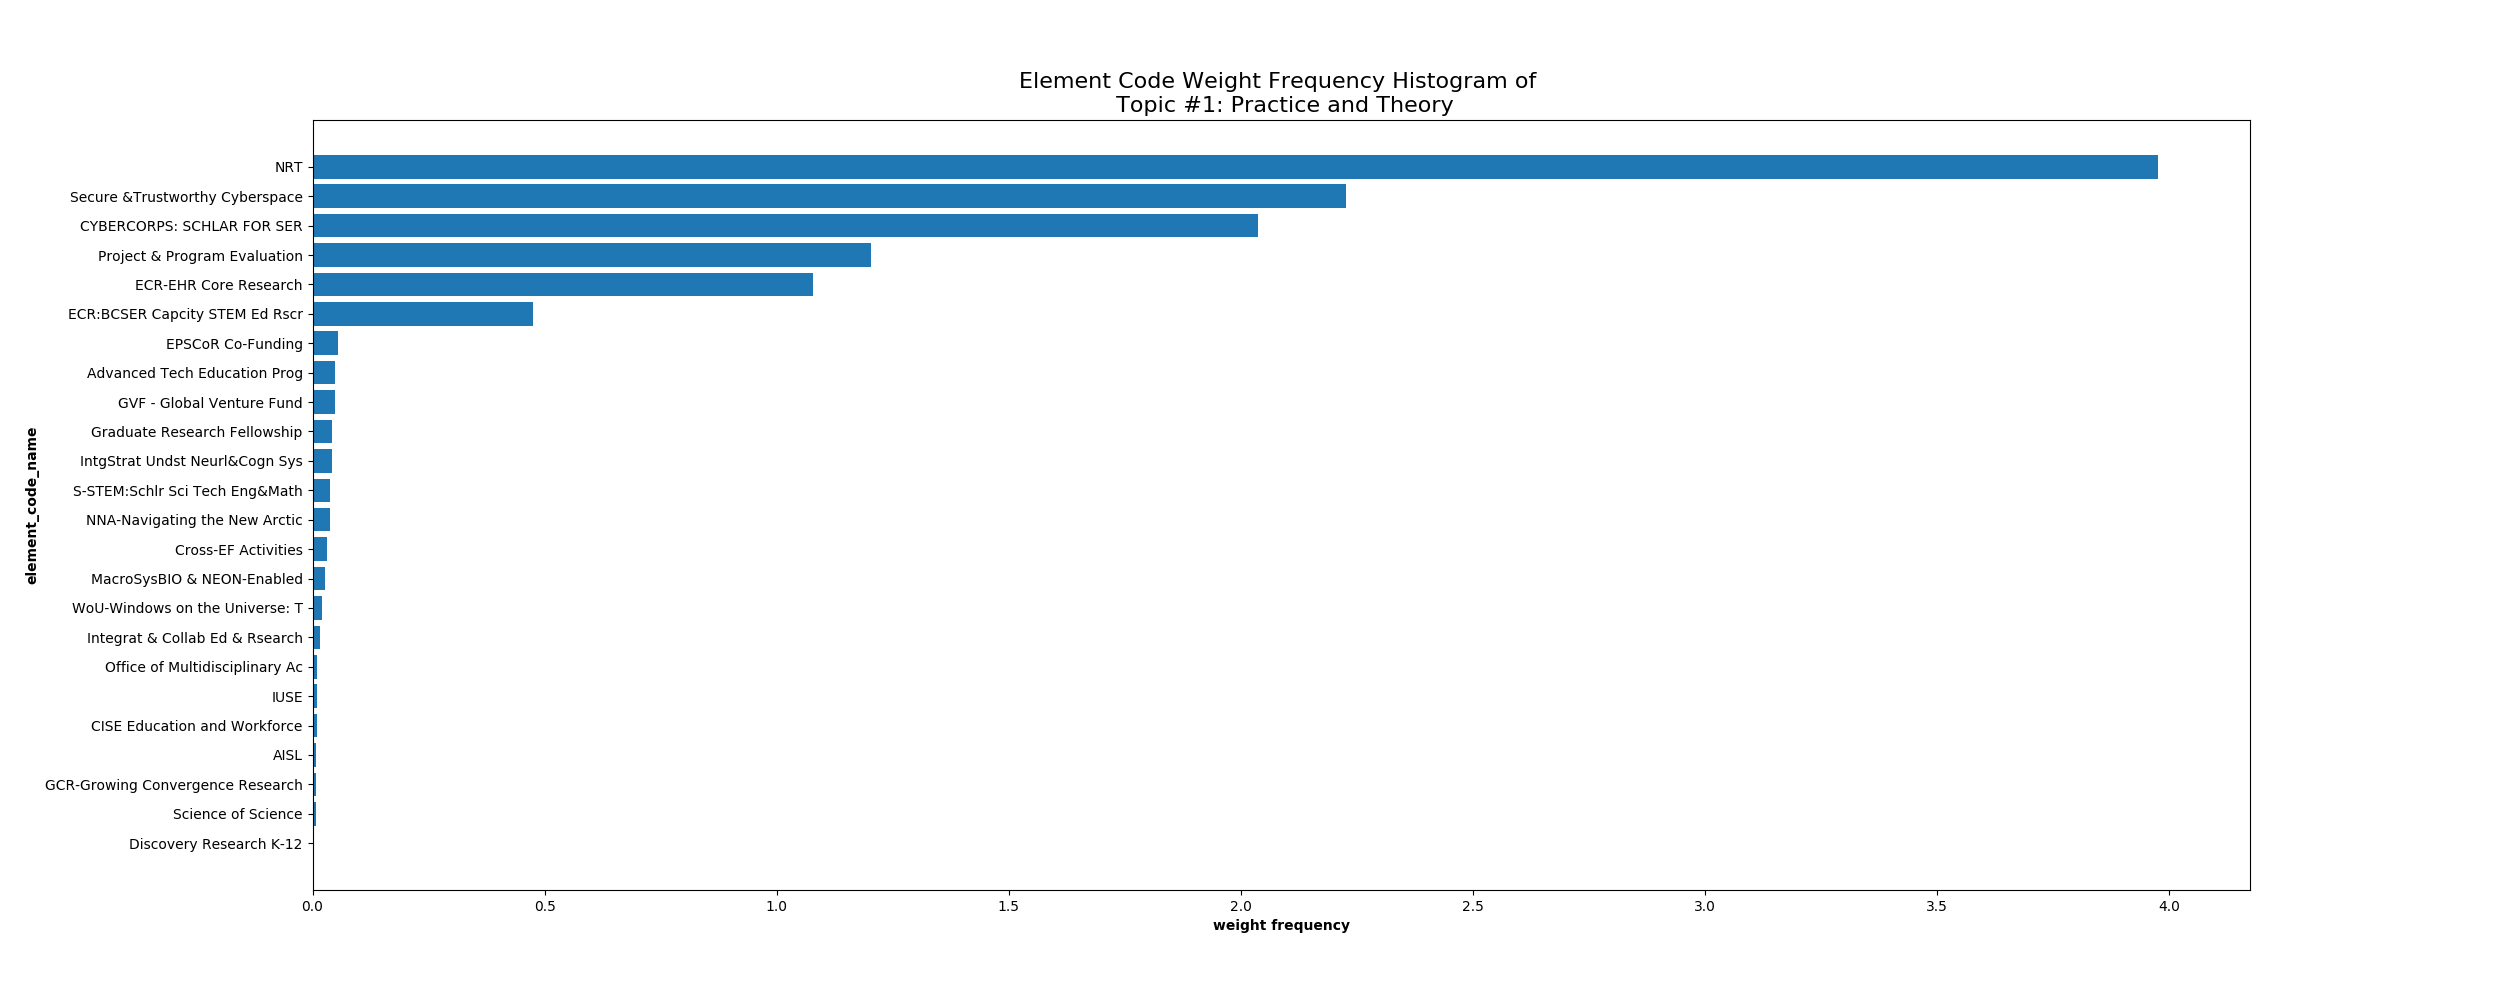 Element Code Weight Frequency Histogram of
Topic #1: Practice and Theory
NRT
Secure &Trustworthy Cyberspace
CYBERCORPS: SCHLAR FOR SER
Project & Program Evaluation
ECR-EHR Core Research
ECR:BCSER Capcity STEM Ed Rscr
EPSCoR Co-Funding
Advanced Tech Education Prog
GVF - Global Venture Fund
Graduate Research Fellowship
IntgStrat Undst Neurl&Cogn Sys
S-STEM:Schlr Sci Tech Eng&Math
NNA-Navigating the New Arctic
Cross-EF Activities
MacroSysBIO & NEON-Enabled
WoU-Windows on the Universe: T
Integrat & Collab Ed & Rsearch
Office of Multidisciplinary Ac
IUSE
CISE Education and Workforce
AISL
GCR-Growing Convergence Research
Science of Science
Discovery Research K-12
element_code_name
0.0 0.5 1.0 1.5 2.0 2.5 3.0 3.5 4.0
weight frequency